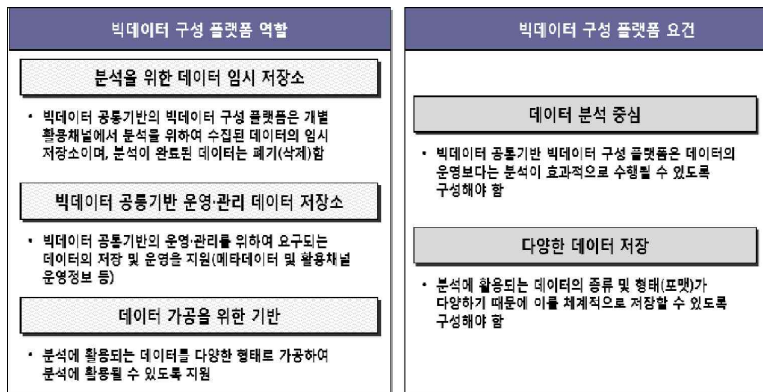 빅데이터 구성 플랫폼 역할
분석을 위한 데이터 임시 저장소
• 빅데이터 공통기반의 빅데이터 구성 플랫폼은 개별
활용채널에서 분석을 위하여 수집된 데이터의 임시
저장소이며, 분석이 완료된 데이터는 폐기(삭제)함
빅데이터 공통기반 운영·관리 데이터 저장소
• 빅데이터 공통기반의 운영·관리를 위하여 요구되는
데이터의 저장 및 운영을 지원(메타데이터 및 활용채널
운영정보 등)
데이터 가공을 위한 기반
• 분석에 활용되는 데이터를 다양한 형태로 가공하여
분석에 활용될 수 있도록 지원
빅데이터 구성 플랫폼 요건
데이터 분석 중심
• 빅데이터 공통기반 빅데이터 구성 플랫폼은 데이터의
운영보다는 분석이 효과적으로 수행될 수 있도록
구성해야 함
다양한 데이터 저장
• 분석에 활용되는 데이터의 종류 및 형태(포맷)가
다양하기 때문에 이를 체계적으로 저장할 수 있도록
구성해야 함